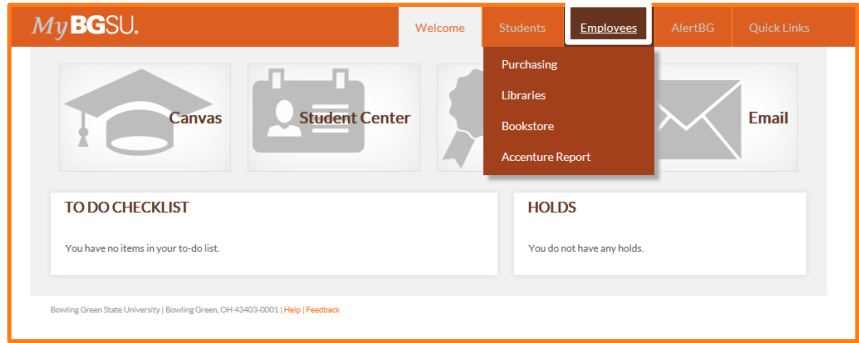 My BGSU.
Welcome
Students
Employees
AlertBG
Quick Links
Purchasing
Libraries
Bookstore
Accenture Report
Canvas
Student Center
Email
TO DO CHECKLIST
You have no items in your to-do list.
HOLDS
You do not have any holds.
Bowling Green State University | Bowling Green, OH 43403-0001 | Help | Feedback